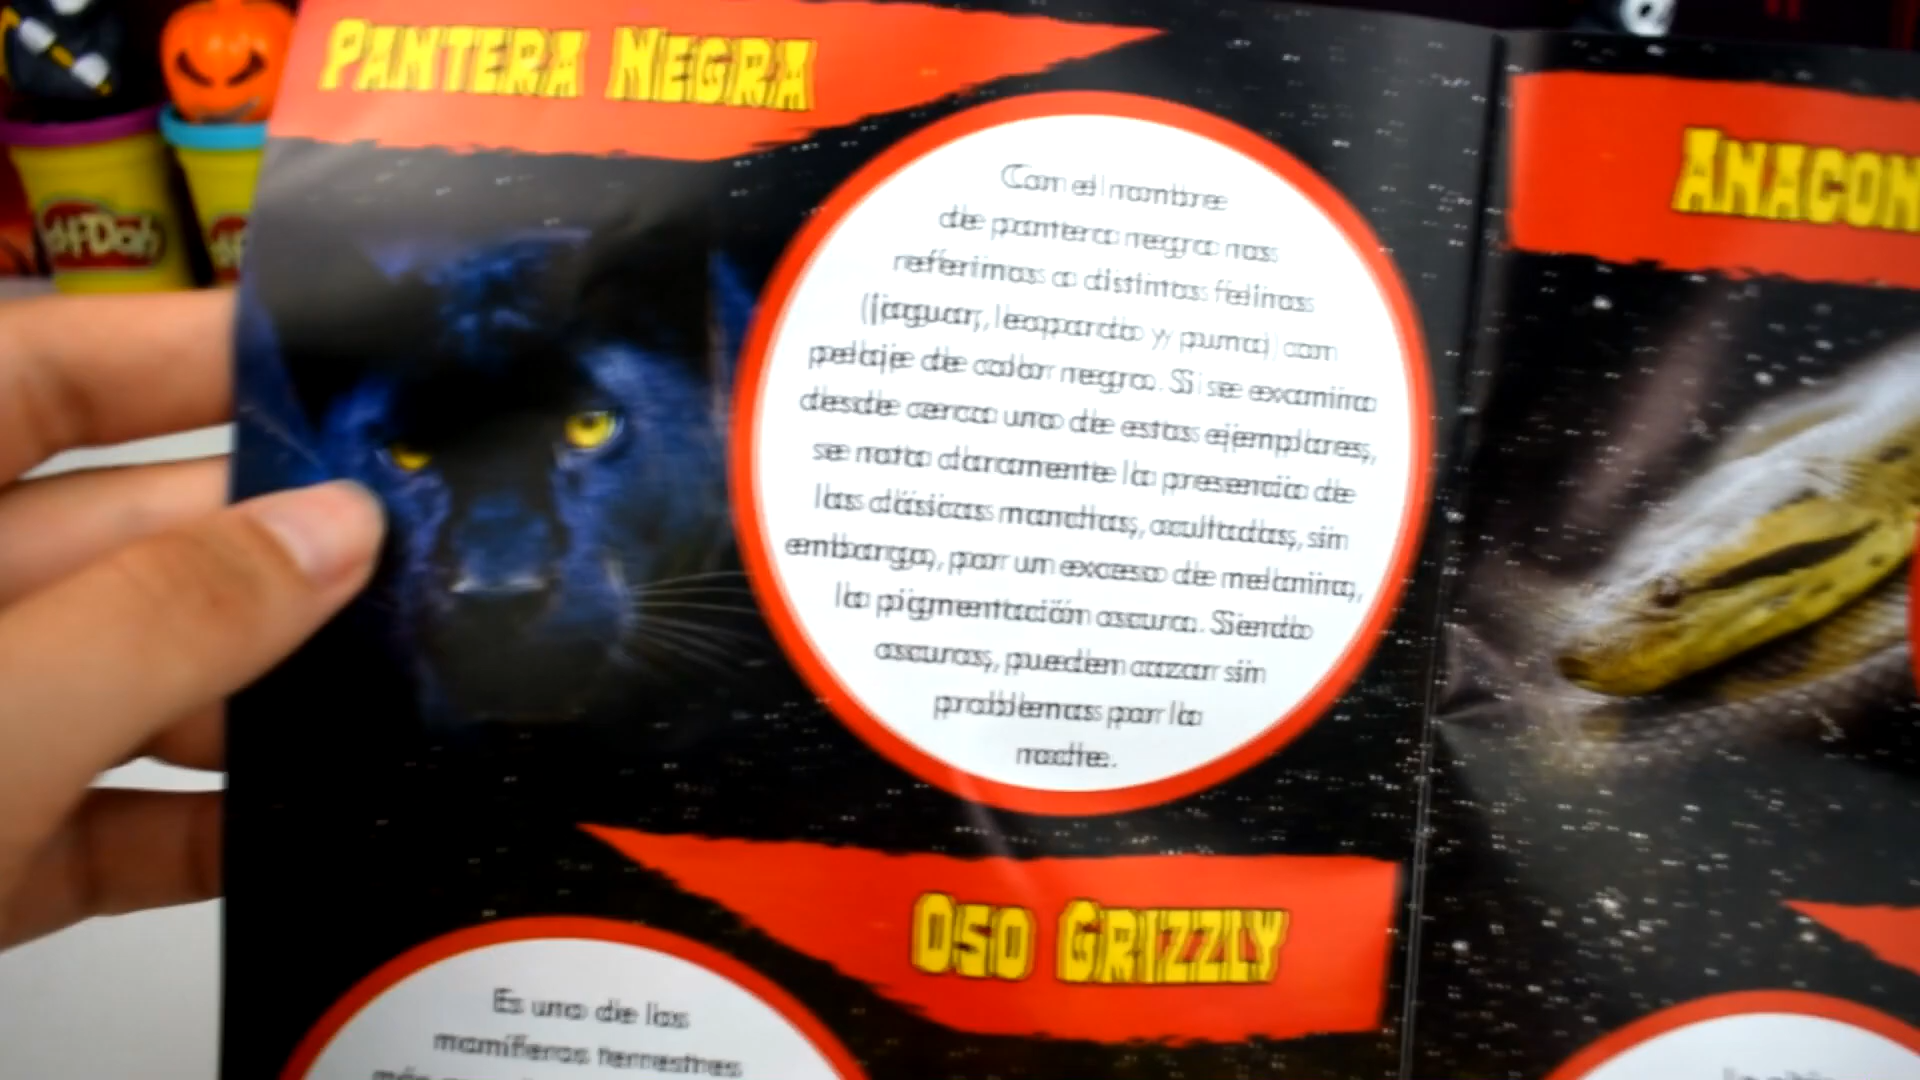 PANTERA NEGRA
Con el nombre
de pantera negra nos
referimos a distintos felinos
(jaguar, leopardo y puma) con
pelaje de color negro. Si se examina
desde cerca uno de estos ejemplares,
se nota claramente la presencia de
las clásicas manchas, ocultadas, sin
embargo, por un exceso de melanina,
la pigmentación oscura. Siendo
oscuros, pueden cazar sin
problemas por la
noche.
ANACON
OSO GRIZZLY
Es uno de los
mamíferos terrestres